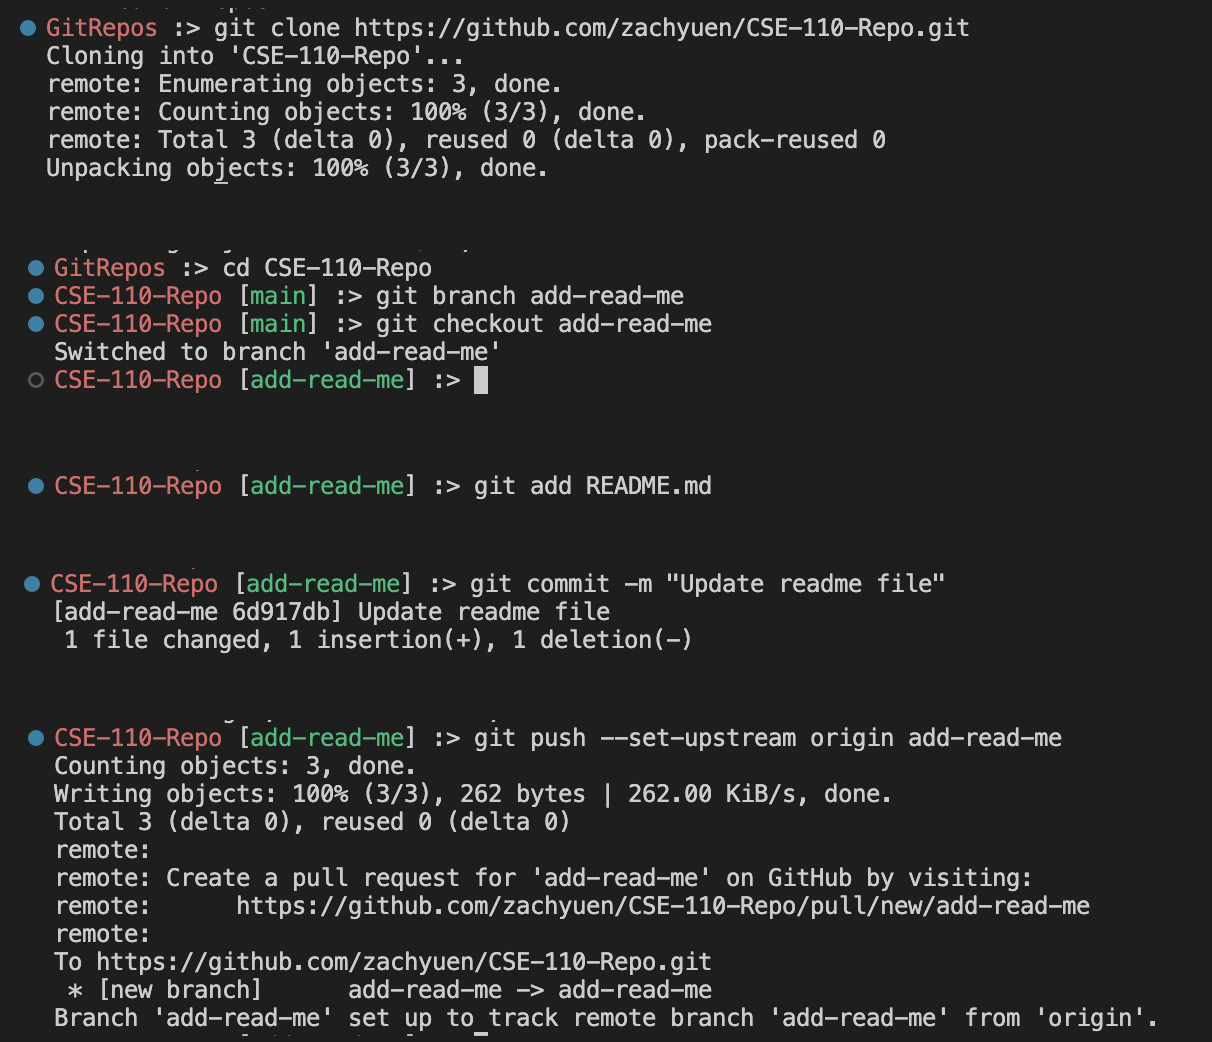 GitRepos :> git clone https://github.com/zachyuen/CSE-110-Repo.git
Cloning into 'CSE-110-Repo'...
remote: Enumerating objects: 3, done.
remote: Counting objects: 100% (3/3), done.
remote: Total 3 (delta 0), reused 0 (delta 0), pack-reused 0
Unpacking objects: 100% (3/3), done.
GitRepos :> cd CSE-110-Repo
CSE-110-Repo [main] :> git branch add-read-me
CSE-110-Repo [main] :> git checkout add-read-me
Switched to branch 'add-read-me'
CSE-110-Repo [add-read-me] :>
CSE-110-Repo [add-read-me] :> git add README.md
CSE-110-Repo [add-read-me] :> git commit -m "Update readme file"
[add-read-me 6d917db] Update readme file
1 file changed, 1 insertion(+), 1 deletion(-)
CSE-110-Repo [add-read-me] :> git push --set-upstream origin add-read-me
Counting objects: 3, done.
Writing objects: 100% (3/3), 262 bytes | 262.00 KiB/s, done.
Total 3 (delta 0), reused 0 (delta 0)
remote:
remote: Create a pull request for 'add-read-me' on GitHub by visiting:
remote:      https://github.com/zachyuen/CSE-110-Repo/pull/new/add-read-me
remote:
To https://github.com/zachyuen/CSE-110-Repo.git
* [new branch]      add-read-me -> add-read-me
Branch 'add-read-me' set up to track remote branch 'add-read-me' from 'origin'.